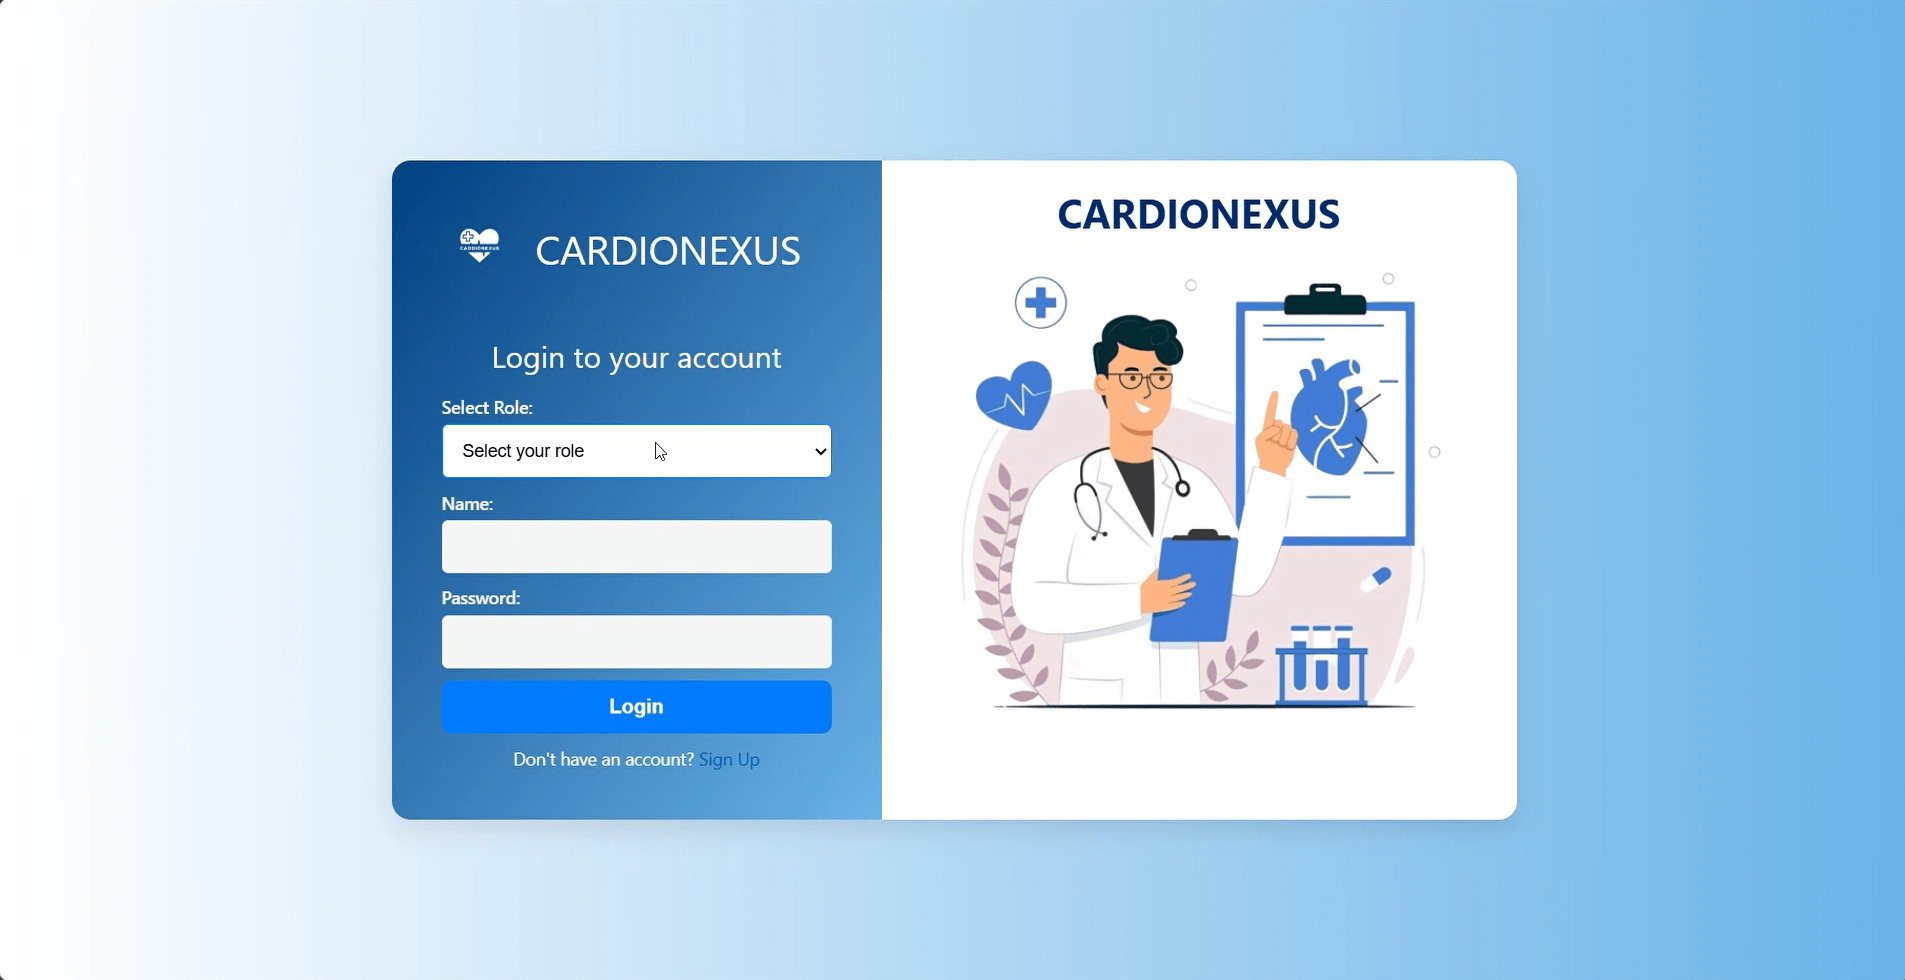 CARDIONEXUS
CARDIONEXUS
Login to your account
Select Role:
Select your role
Name:
Password:
Login
Don't have an account? Sign Up
CARDIONEXUS